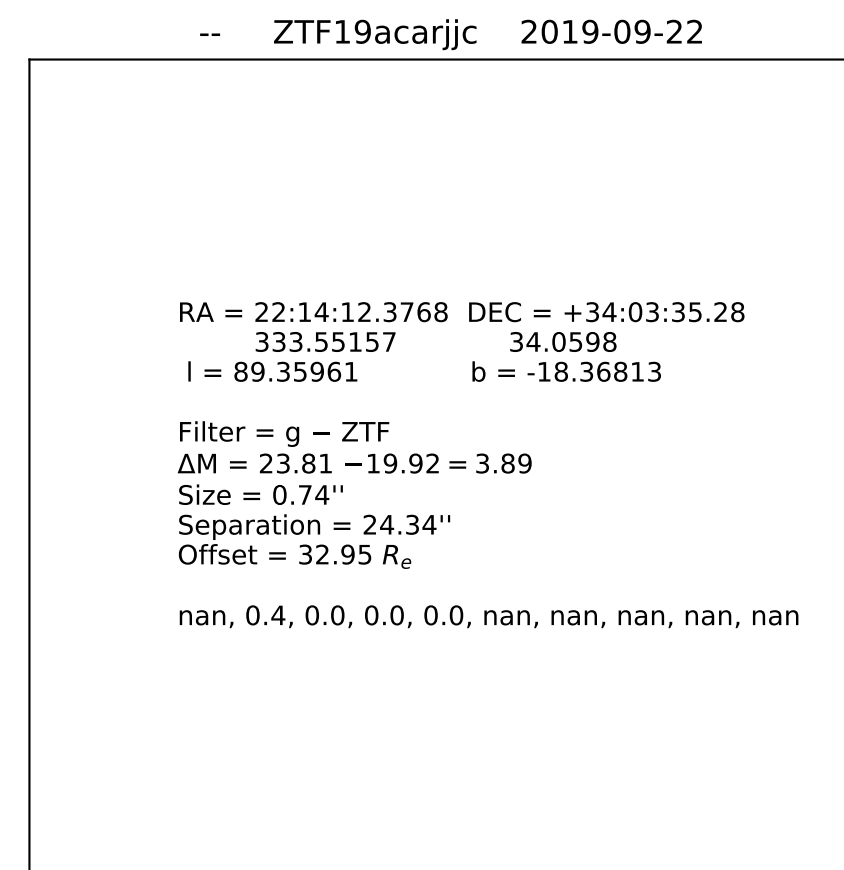 --   ZTF19acarjjc   2019-09-22
RA = 22:14:12.3768  DEC = +34:03:35.28
333.55157   34.0598
l = 89.35961   b = -18.36813
Filter = g − ZTF
ΔM = 23.81 −19.92 = 3.89
Size = 0.74''
Separation = 24.34''
Offset = 32.95 Rₑ
nan, 0.4, 0.0, 0.0, 0.0, nan, nan, nan, nan, nan